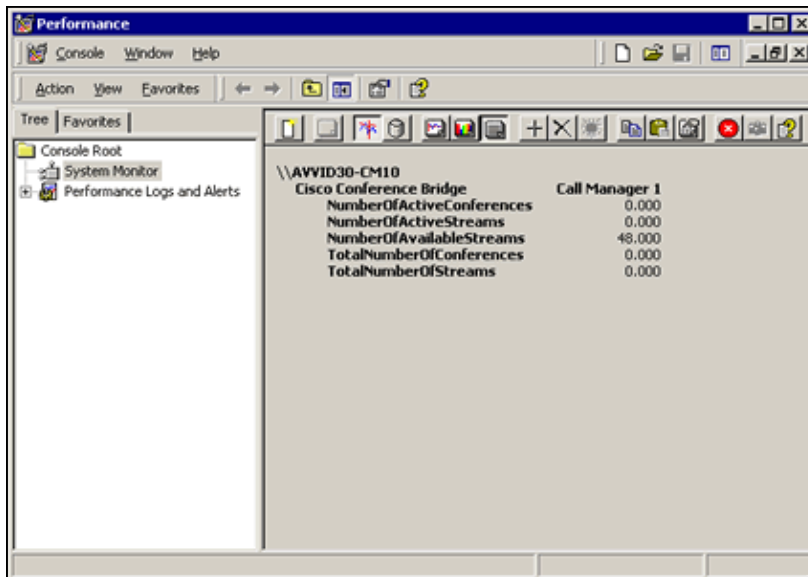 Performance
Console Window Help
Action View Favorites
Tree Favorites
Console Root
System Monitor
Performance Logs and Alerts
\\AVVID30-CM10
Cisco Conference Bridge Call Manager 1
NumberOfActiveConferences 0.000
NumberOfActiveStreams 0.000
NumberOfAvailableStreams 48.000
TotalNumberOfConferences 0.000
TotalNumberOfStreams 0.000